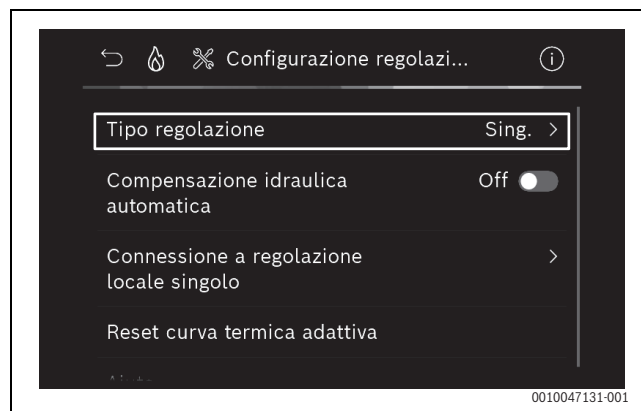 Configurazione regolazi...
Tipo regolazione Sing. >
Compensazione idraulica Off
automatica
Connessione a regolazione >
locale singolo
Reset curva termica adattiva
0010047131-001